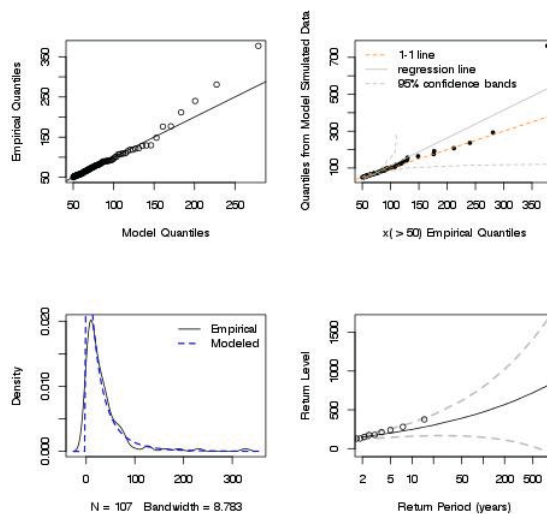 Empirical Quantiles
50 150 250 350
50 100 150 200 250
Model Quantiles
Quantiles from Model Simulated Data
100 300 500 700
1-1 line
regression line
95% confidence bands
50 100 150 200 250 300 350
x( > 50) Empirical Quantiles
Density
0.000 0.010 0.020
Empirical
Modeled
0 100 200 300
N = 107 Bandwidth = 8.783
Return Level
0 500 1000 1500
2 5 10 50 200 500
Return Period (years)